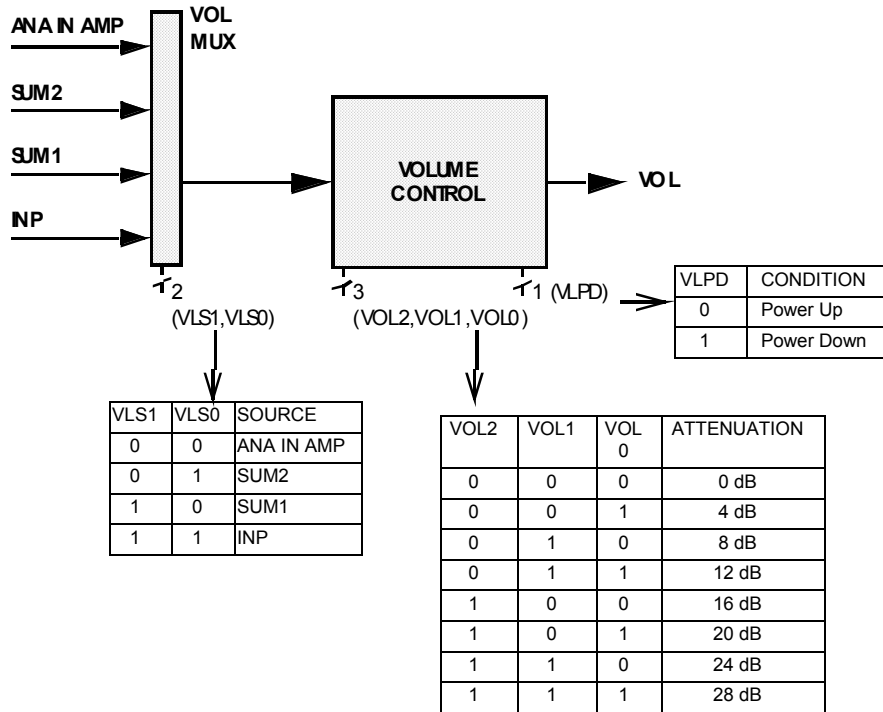 ANA IN AMP
VOL
MUX
SUM2
SUM1
INP
VOLUME
CONTROL
VOL
2
(VLS1,VLS0)
3
(VOL2,VOL1,VOL0)
1 (VLPD)
VLPD CONDITION
0 Power Up
1 Power Down
VLS1 VLS0 SOURCE
0 0 ANA IN AMP
0 1 SUM2
1 0 SUM1
1 1 INP
VOL2 VOL1 VOL ATTENUATION
0
0 0 0 0 dB
0 0 1 4 dB
0 1 0 8 dB
0 1 1 12 dB
1 0 0 16 dB
1 0 1 20 dB
1 1 0 24 dB
1 1 1 28 dB